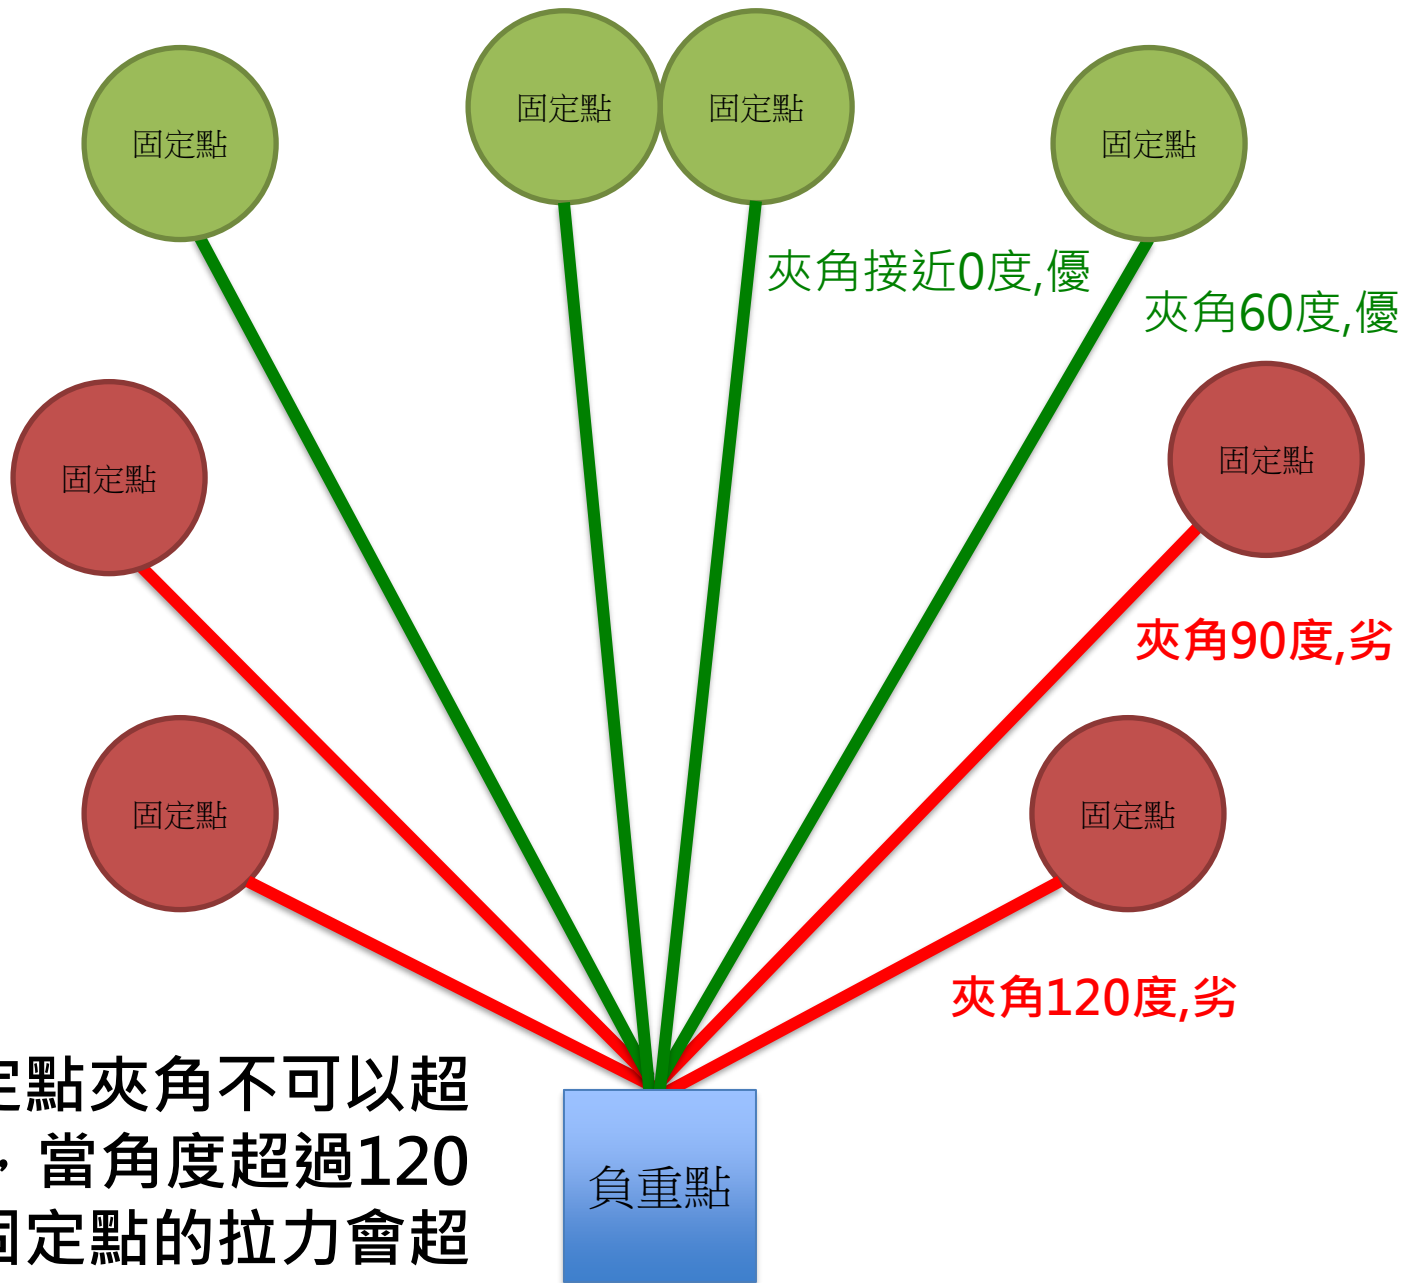 固定點
固定點
固定點
固定點
夾角接近0度,優
夾角60度,優
固定點
固定點
夾角90度,劣
固定點
固定點
夾角120度,劣
定點夾角不可以超
，當角度超過120
固定點的拉力會超
負重點